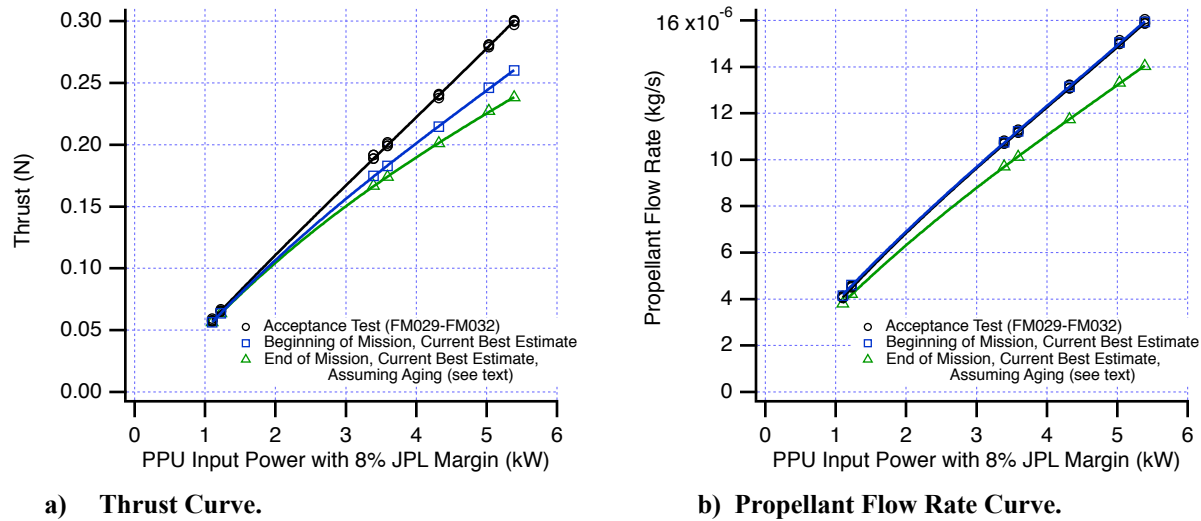 0.30
0.25
0.20
0.15
0.10
0.05
0.00
Thrust (N)
Acceptance Test (FM029-FM032)
Beginning of Mission, Current Best Estimate
End of Mission, Current Best Estimate,
Assuming Aging (see text)
0 1 2 3 4 5 6
PPU Input Power with 8% JPL Margin (kW)
a) Thrust Curve.
16 x10⁻⁶
14
12
10
8
6
4
2
0
Propellant Flow Rate (kg/s)
Acceptance Test (FM029-FM032)
Beginning of Mission, Current Best Estimate
End of Mission, Current Best Estimate,
Assuming Aging (see text)
0 1 2 3 4 5 6
PPU Input Power with 8% JPL Margin (kW)
b) Propellant Flow Rate Curve.